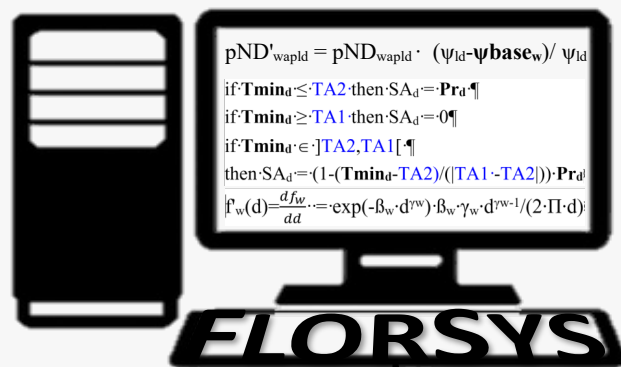 pND'wapld = pNDwapld· (ψld-ψbasew)/ ψld
if·Tmind·≤·TA2·then·SAd·=·Prd·¶
if·Tmind·≥·TA1·then·SAd·=·0¶
if·Tmind·∈·]TA2,TA1[·¶
then·SAd·=·(1-(Tmind-TA2)/(|TA1·-TA2|))·Prd
f'w(d)=dfw/dd··=·exp(-ßw·dγw)·ßw·γw·dγw-1/(2·Π·d)
FLORSYS